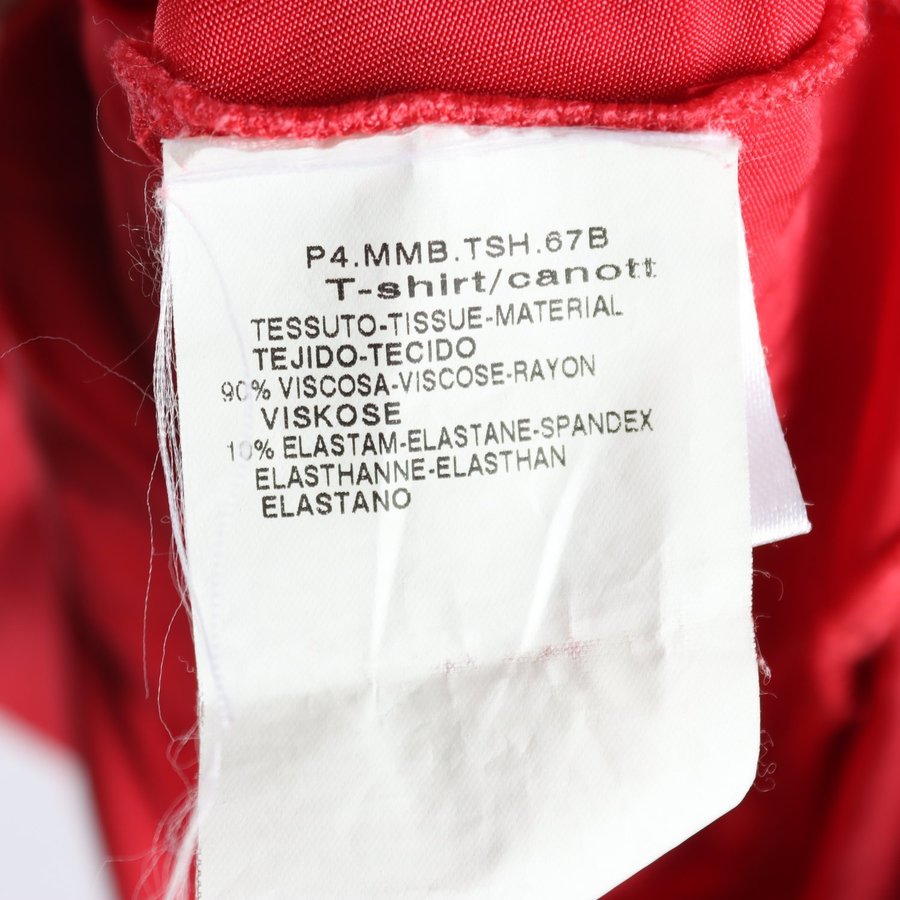 P4.MMB.TSH.67B
T-shirt/canott
TESSUTO-TISSUE-MATERIAL
TEJIDO-TECIDO
90% VISCOSA-VISCOSE-RAYON
VISKOSE
10% ELASTAM-ELASTANE-SPANDEX
ELASTHANNE-ELASTHAN
ELASTANO